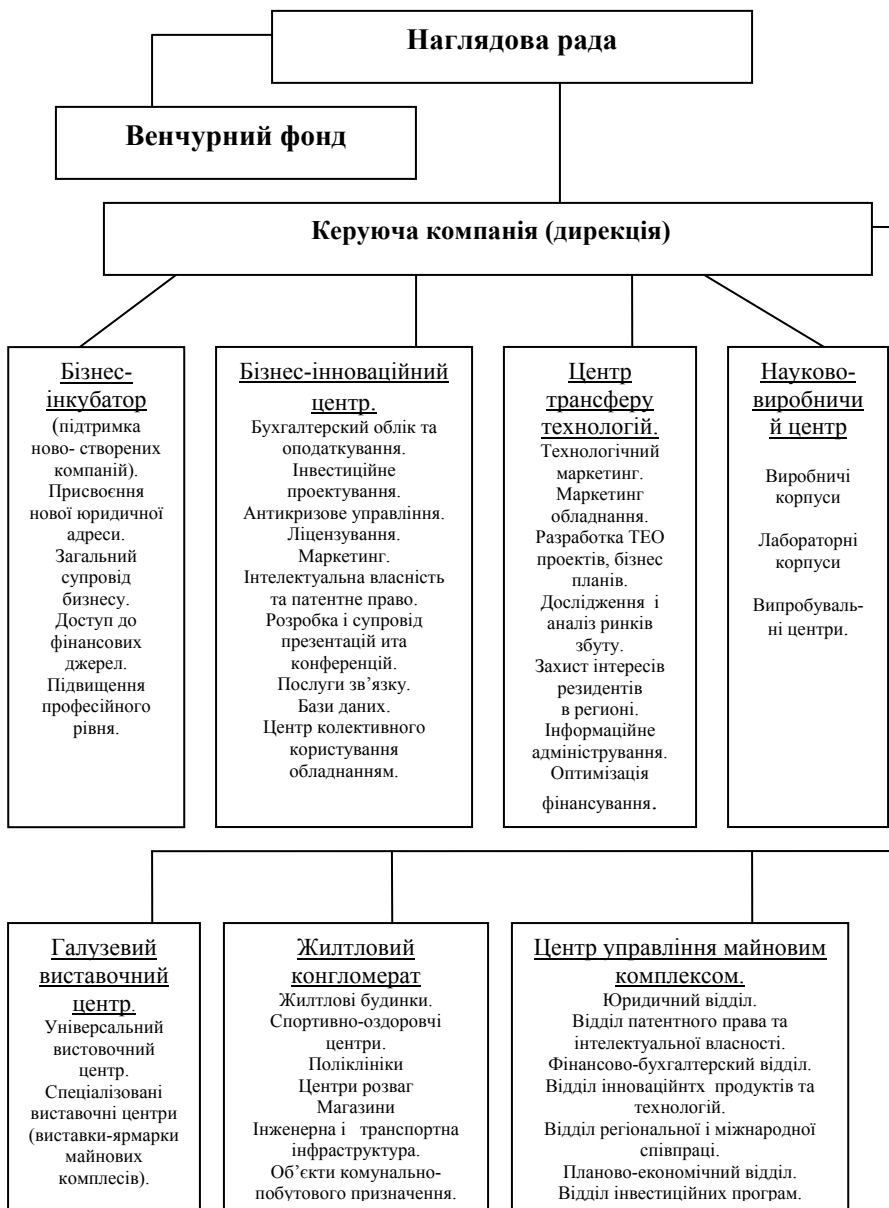 Наглядова рада
Венчурний фонд
Керуюча компанія (дирекція)
Бізнес-
інкубатор
(підтримка
ново- створених
компаній).
Присвоєння
нової юридичної
адреси.
Загальний
супровід
бизнесу.
Доступ до
фінансових
джерел.
Підвищення
професійного
рівня.
Бізнес-інноваційний
центр.
Бухгалтерский облік та
оподаткування.
Інвестиційне
проектування.
Антикризове управління.
Ліцензування.
Маркетинг.
Інтелектуальна власність
та патентне право.
Розробка і супровід
презентацій ита
конференцій.
Послуги зв’язку.
Бази даних.
Центр колективного
користування
обладнанням.
Центр
трансферу
технологій.
Технологічний
маркетинг.
Маркетинг
обладнання.
Разработка ТЕО
проектів, бізнес
планів.
Дослідження і
аналіз ринків
збуту.
Захист інтересів
резидентів
в регионі.
Інформаційне
адміністрування.
Оптимізація
фінансування.
Науково-
виробничи
й центр
Виробничі
корпуси
Лабораторні
корпуси
Випробуваль-
ні центри.
Галузевий
виставочний
центр.
Універсальний
вистовочний
центр.
Спеціалізовані
виставочні центри
(виставки-ярмарки
майнових
комплесів).
Жилтловий
конгломерат
Жилтлові будинки.
Спортивно-оздоровчі
центри.
Поликлініки
Центри розваг
Магазини
Інженерна і транспортна
інфраструктура.
Об’єкти комунально-
побутового призначення.
Центр управління майновим
комплексом.
Юридичний відділ.
Відділ патентного права та
інтелектуальної власності.
Фінансово-бухгалтерский відділ.
Відділ інноваційнтх продуктів та
технологій.
Відділ регіональної і міжнародної
співпраці.
Планово-економічний відділ.
Відділ інвестиційних програм.